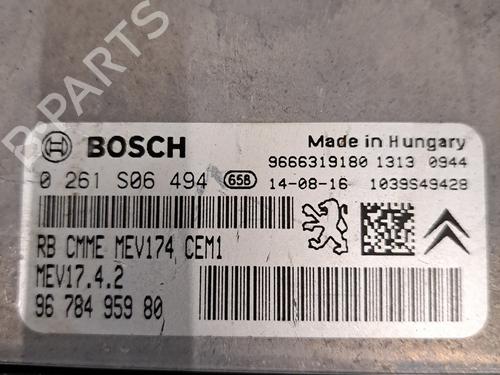 BOSCH
Made in Hungary
9666319180 1313 0944
0 261 S06 494 658 14-08-16 1039S49428
RB CMME MEV174 CEM1
MEV17.4.2
96 784 959 80
B-PARTS